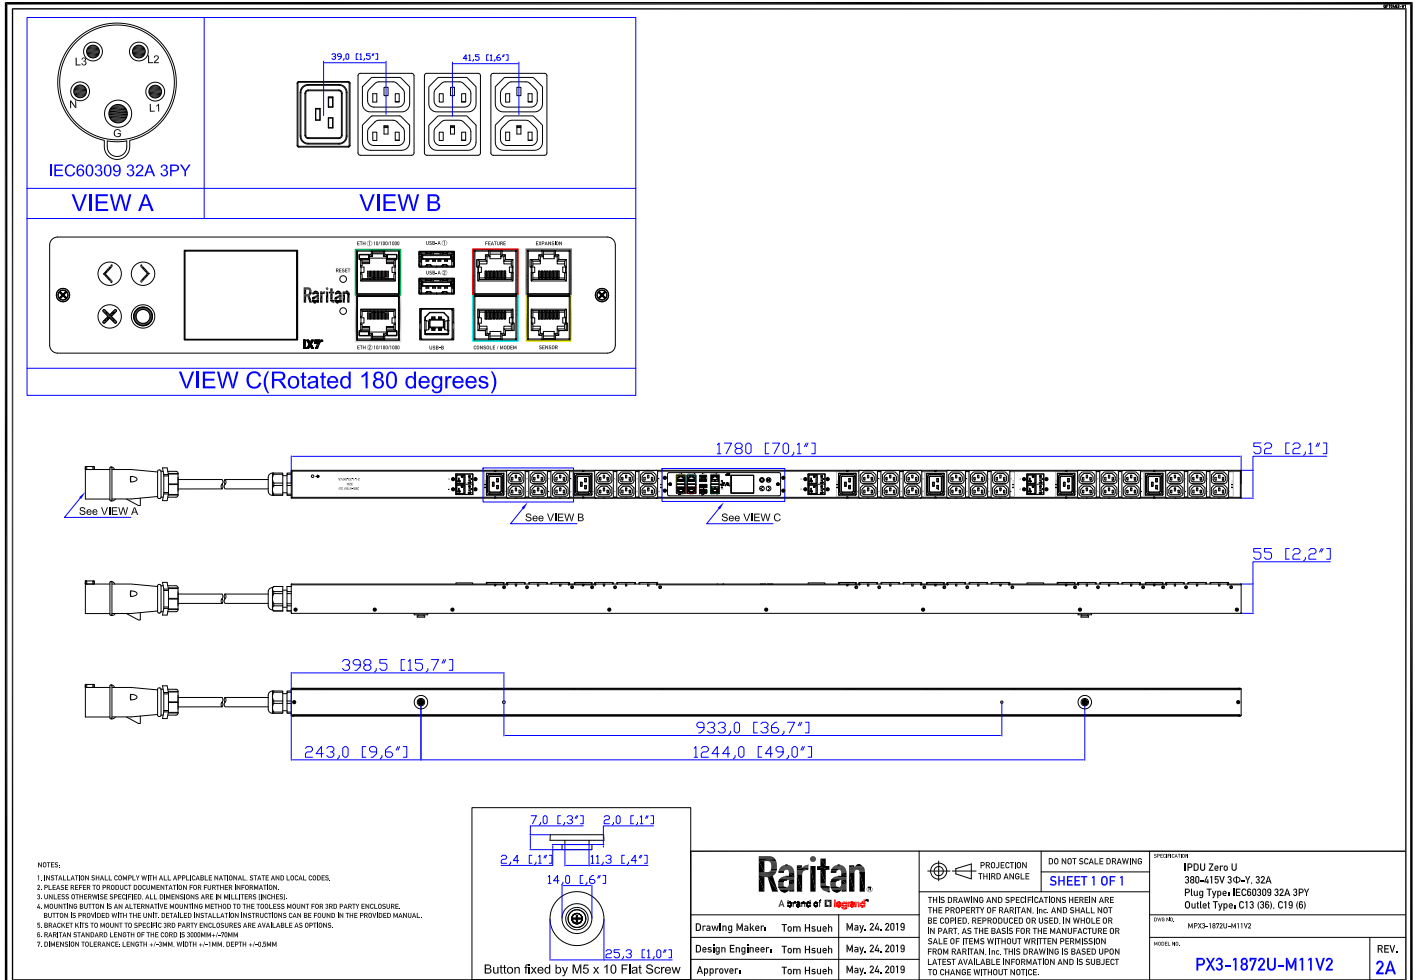 L3
L2
N
L1
G
IEC60309 32A 3PY
VIEW A
39,0 [1,5"]
41,5 [1,6"]
VIEW B
ETH ① 10/100/1000
USB-A ①
FEATURE
EXPANSION
RESET
USB-A ②
Raritan
iX7
ETH ② 10/100/1000
USB-B
CONSOLE / MODEM
SENSOR
VIEW C(Rotated 180 degrees)
1780 [70,1"]
52 [2,1"]
See VIEW A
See VIEW B
See VIEW C
55 [2,2"]
398,5 [15,7"]
933,0 [36,7"]
243,0 [9,6"]
1244,0 [49,0"]
7,0 [,3"]
2,0 [,1"]
2,4 [,1"]
11,3 [,4"]
14,0 [,6"]
25,3 [1,0"]
Button fixed by M5 x 10 Flat Screw
NOTES:
1. INSTALLATION SHALL COMPLY WITH ALL APPLICABLE NATIONAL. STATE AND LOCAL CODES.
2. PLEASE REFER TO PRODUCT DOCUMENTATION FOR FURTHER INFORMATION.
3. UNLESS OTHERWISE SPECIFIED. ALL DIMENSIONS ARE IN MILLITERS [INCHES].
4. MOUNTING BUTTON IS AN ALTERNATIVE MOUNTING METHOD TO THE TOOLESS MOUNT FOR 3RD PARTY ENCLOSURE.
BUTTON IS PROVIDED WITH THE UNIT. DETAILED INSTALLATION INSTRUCTIONS CAN BE FOUND IN THE PROVIDED MANUAL.
5. BRACKET KITS TO MOUNT TO SPECIFIC 3RD PARTY ENCLOSURES ARE AVAILABLE AS OPTIONS.
6. RARITAN STANDARD LENGTH OF THE CORD IS 3000MM+/-70MM
7. DIMENSION TOLERANCE: LENGTH +/-3MM. WIDTH +/-1MM. DEPTH +/-0.5MM
Raritan.
A brand of legrand
Drawing Maker: Tom Hsueh May. 24. 2019
Design Engineer: Tom Hsueh May. 24. 2019
Approver: Tom Hsueh May. 24. 2019
PROJECTION
THIRD ANGLE
DO NOT SCALE DRAWING
SHEET 1 OF 1
THIS DRAWING AND SPECIFICATIONS HEREIN ARE
THE PROPERTY OF RARITAN, Inc. AND SHALL NOT
BE COPIED. REPRODUCED OR USED. IN WHOLE OR
IN PART. AS THE BASIS FOR THE MANUFACTURE OR
SALE OF ITEMS WITHOUT WRITTEN PERMISSION
FROM RARITAN, Inc. THIS DRAWING IS BASED UPON
LATEST AVAILABLE INFORMATION AND IS SUBJECT
TO CHANGE WITHOUT NOTICE.
SPECIFICATION
IPDU Zero U
380-415V 3Φ-Y, 32A
Plug Type: IEC60309 32A 3PY
Outlet Type: C13 (36), C19 (6)
DWG NO.
MPX3-1872U-M11V2
MODEL NO.
PX3-1872U-M11V2
REV.
2A